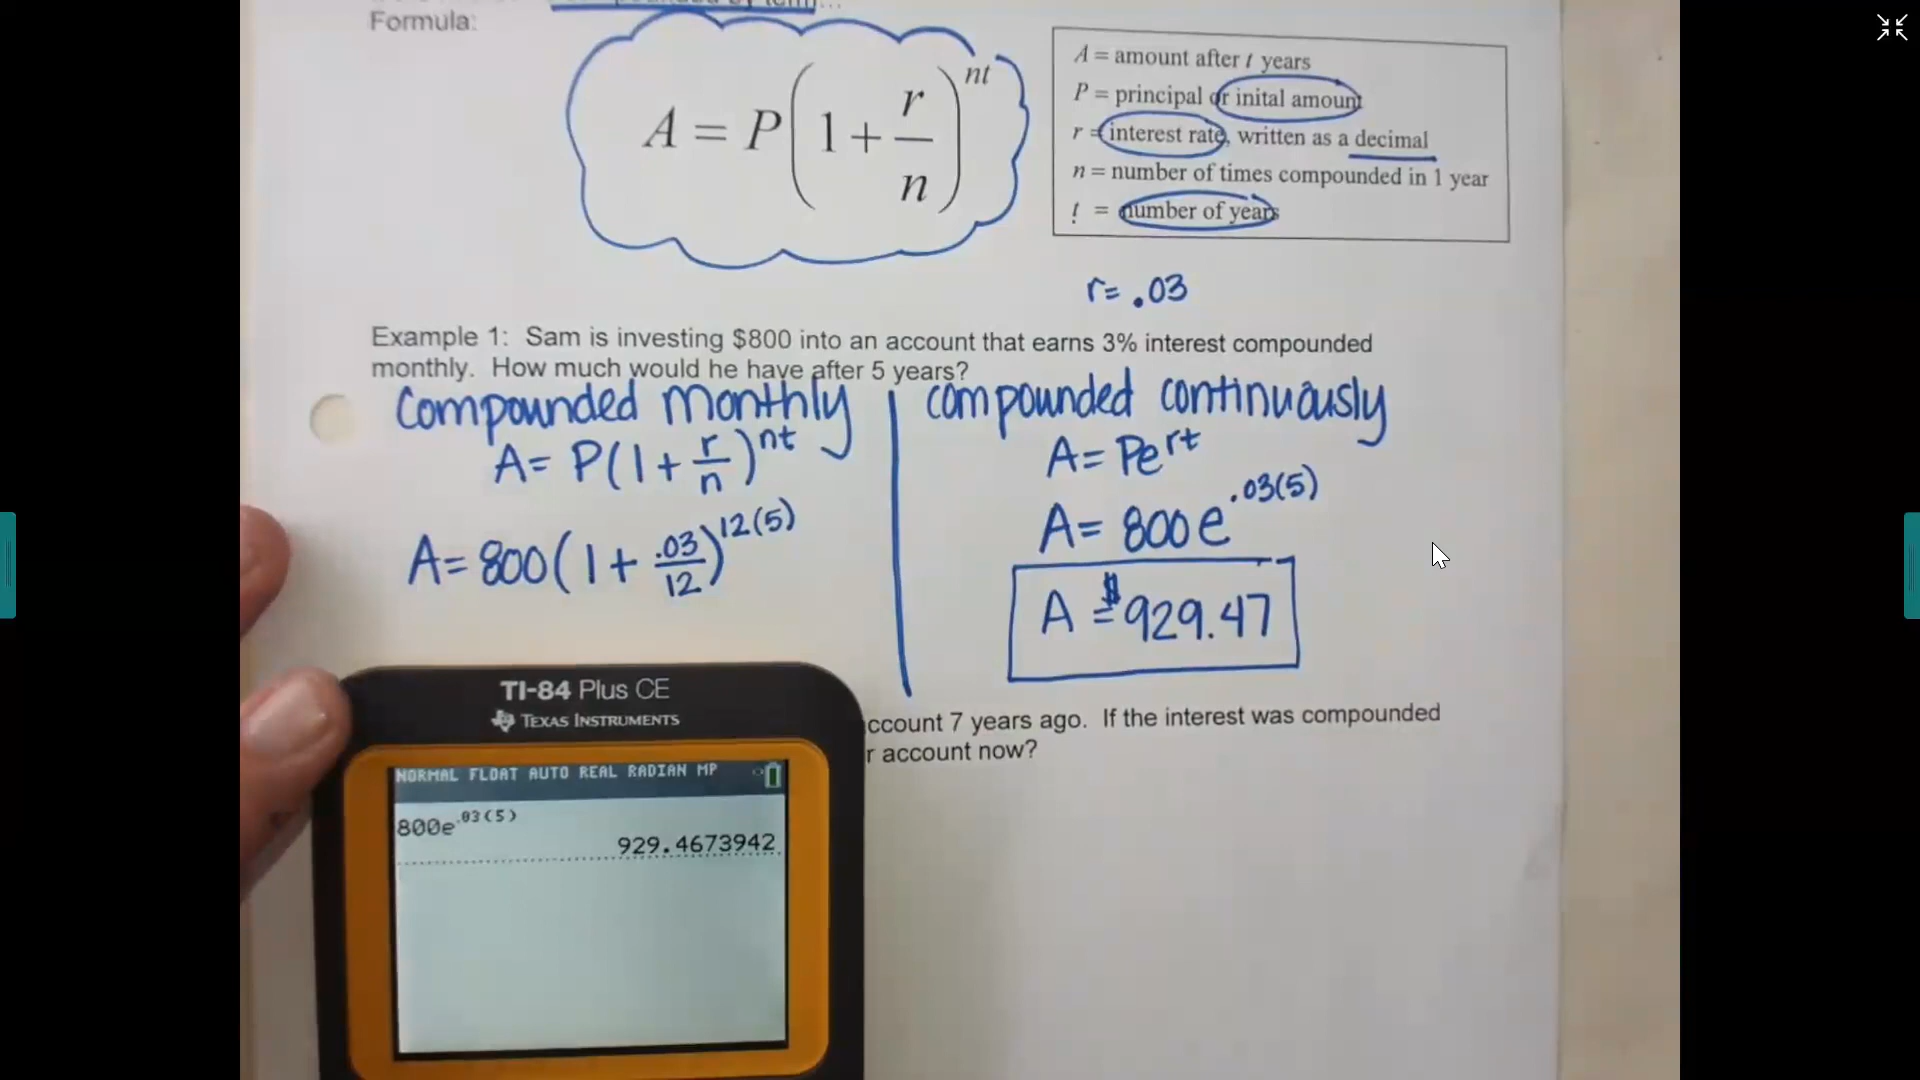 Formula:
A = P(1 + r/n)^nt
A = amount after t years
P = principal or inital amount
r = interest rate, written as a decimal
n = number of times compounded in 1 year
t = number of years
r = .03
Example 1: Sam is investing $800 into an account that earns 3% interest compounded
monthly. How much would he have after 5 years?
Compounded monthly
A = P(1 + r/n)^nt
A = 800(1 + .03/12)^12(5)
compounded continuously
A = Pe^rt
A = 800e^.03(5)
A = $929.47
ccount 7 years ago. If the interest was compounded
r account now?
TI-84 Plus CE
TEXAS INSTRUMENTS
NORMAL FLOAT AUTO REAL RADIAN MP
800e^.03(5)
929.4673942